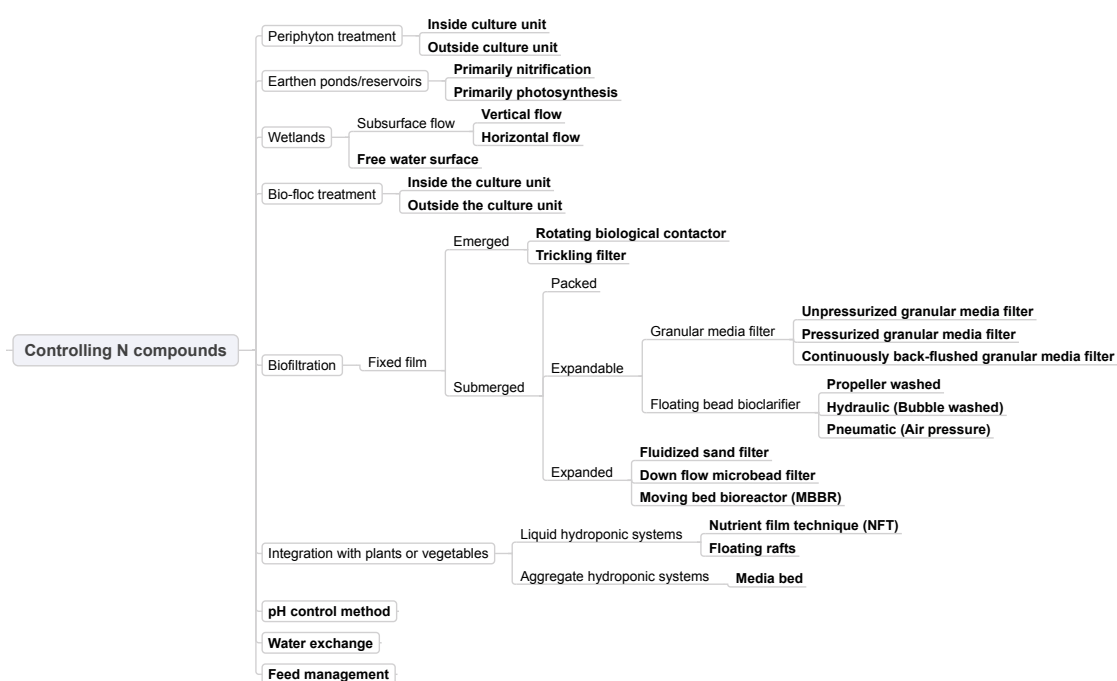 Controlling N compounds
Periphyton treatment
Inside culture unit
Outside culture unit
Earthen ponds/reservoirs
Primarily nitrification
Primarily photosynthesis
Wetlands
Subsurface flow
Vertical flow
Horizontal flow
Free water surface
Bio-floc treatment
Inside the culture unit
Outside the culture unit
Biofiltration
Fixed film
Emerged
Rotating biological contactor
Trickling filter
Submerged
Packed
Expandable
Granular media filter
Unpressurized granular media filter
Pressurized granular media filter
Continuously back-flushed granular media filter
Floating bead bioclarifier
Propeller washed
Hydraulic (Bubble washed)
Pneumatic (Air pressure)
Expanded
Fluidized sand filter
Down flow microbead filter
Moving bed bioreactor (MBBR)
Integration with plants or vegetables
Liquid hydroponic systems
Nutrient film technique (NFT)
Floating rafts
Aggregate hydroponic systems
Media bed
pH control method
Water exchange
Feed management